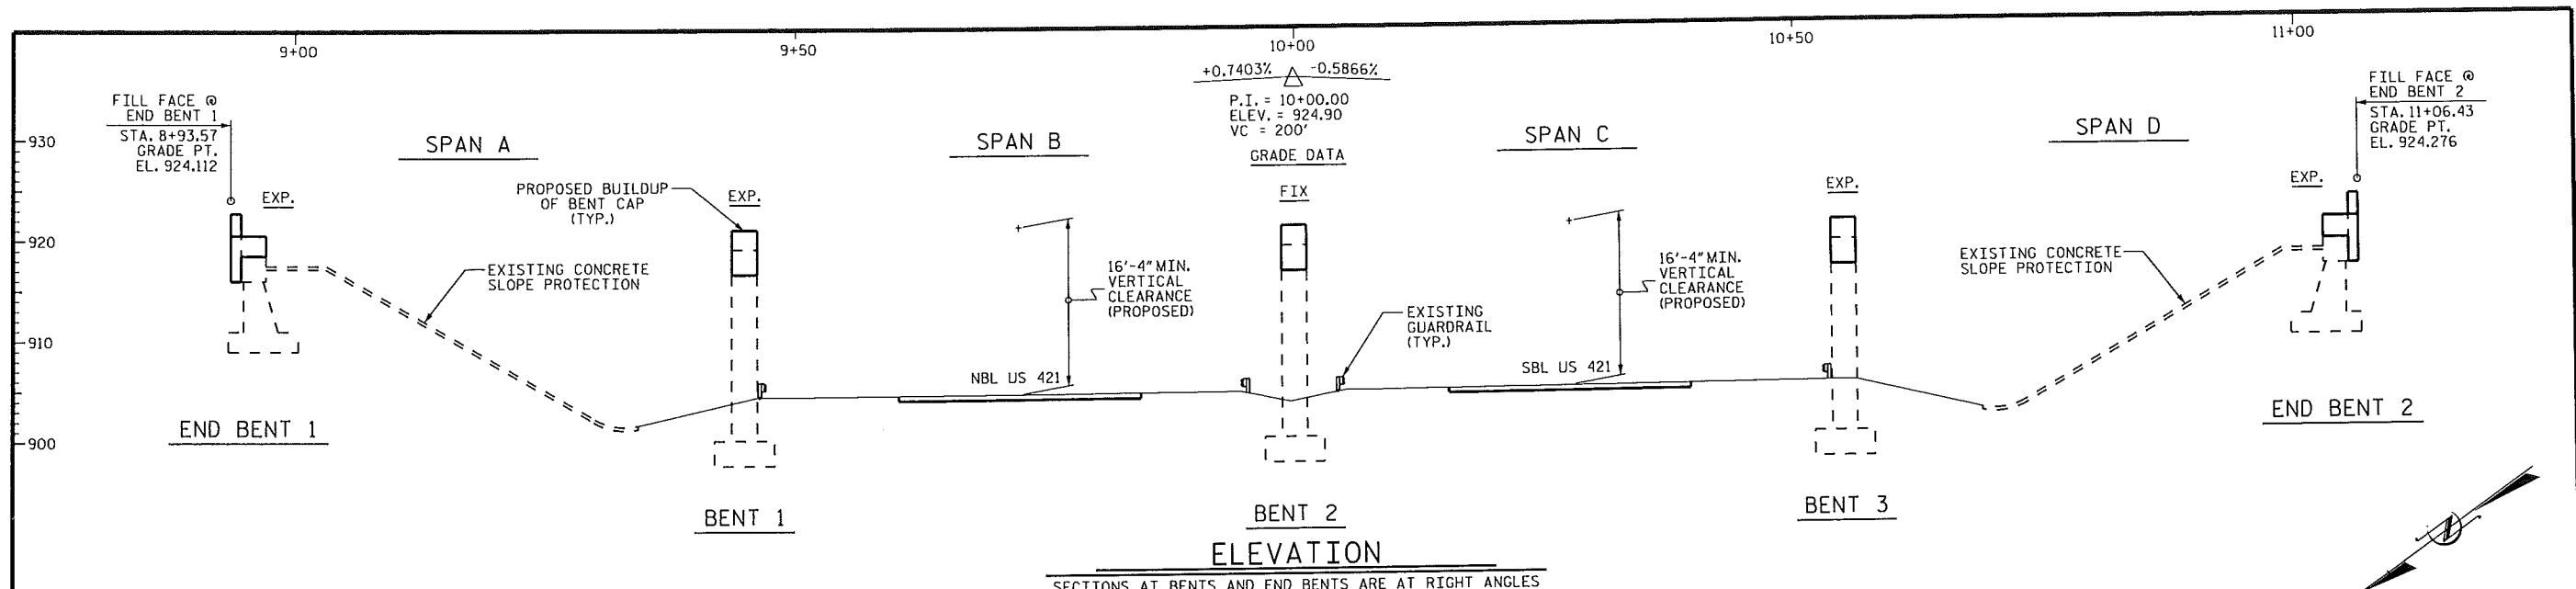 9+00
9+50
10+00
10+50
11+00
+0.7403% -0.5866%
P.I. = 10+00.00
ELEV. = 924.90
VC = 200'
GRADE DATA
FILL FACE @
END BENT 1
STA. 8+93.57
GRADE PT.
EL. 924.112
FILL FACE @
END BENT 2
STA. 11+06.43
GRADE PT.
EL. 924.276
930
920
910
900
SPAN A
SPAN B
SPAN C
SPAN D
EXP.
PROPOSED BUILDUP
OF BENT CAP
(TYP.)
EXP.
FIX
EXP.
EXP.
EXISTING CONCRETE
SLOPE PROTECTION
16'-4" MIN.
VERTICAL
CLEARANCE
(PROPOSED)
EXISTING
GUARDRAIL
(TYP.)
16'-4" MIN.
VERTICAL
CLEARANCE
(PROPOSED)
EXISTING CONCRETE
SLOPE PROTECTION
NBL US 421
SBL US 421
END BENT 1
BENT 1
BENT 2
BENT 3
END BENT 2
ELEVATION
SECTIONS AT BENTS AND END BENTS ARE AT RIGHT ANGLES